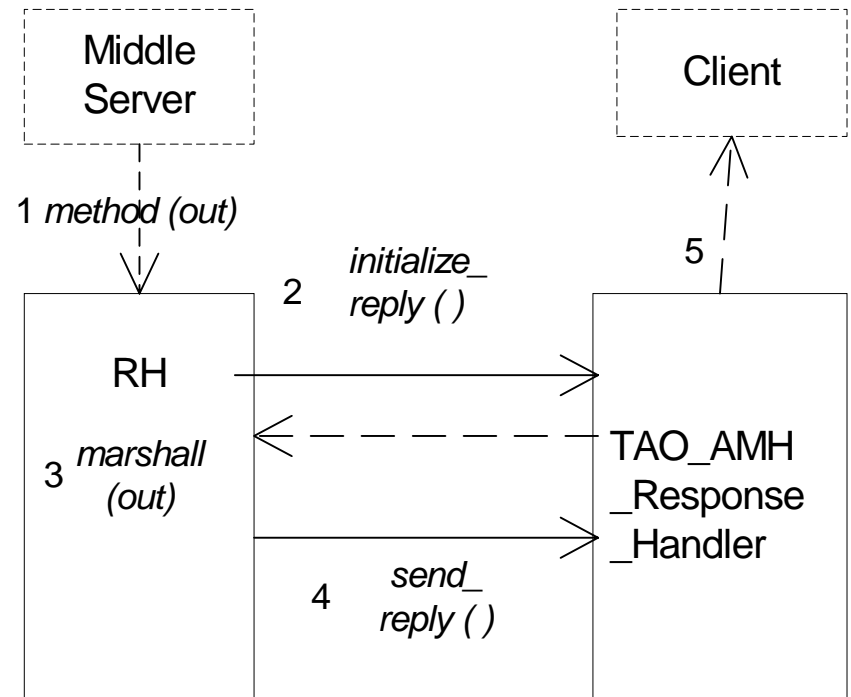 Middle
Server
Client
1 method (out)
5
2 initialize_
reply ( )
RH
3 marshall
(out)
TAO_AMH
_Response
_Handler
4 send_
reply ( )